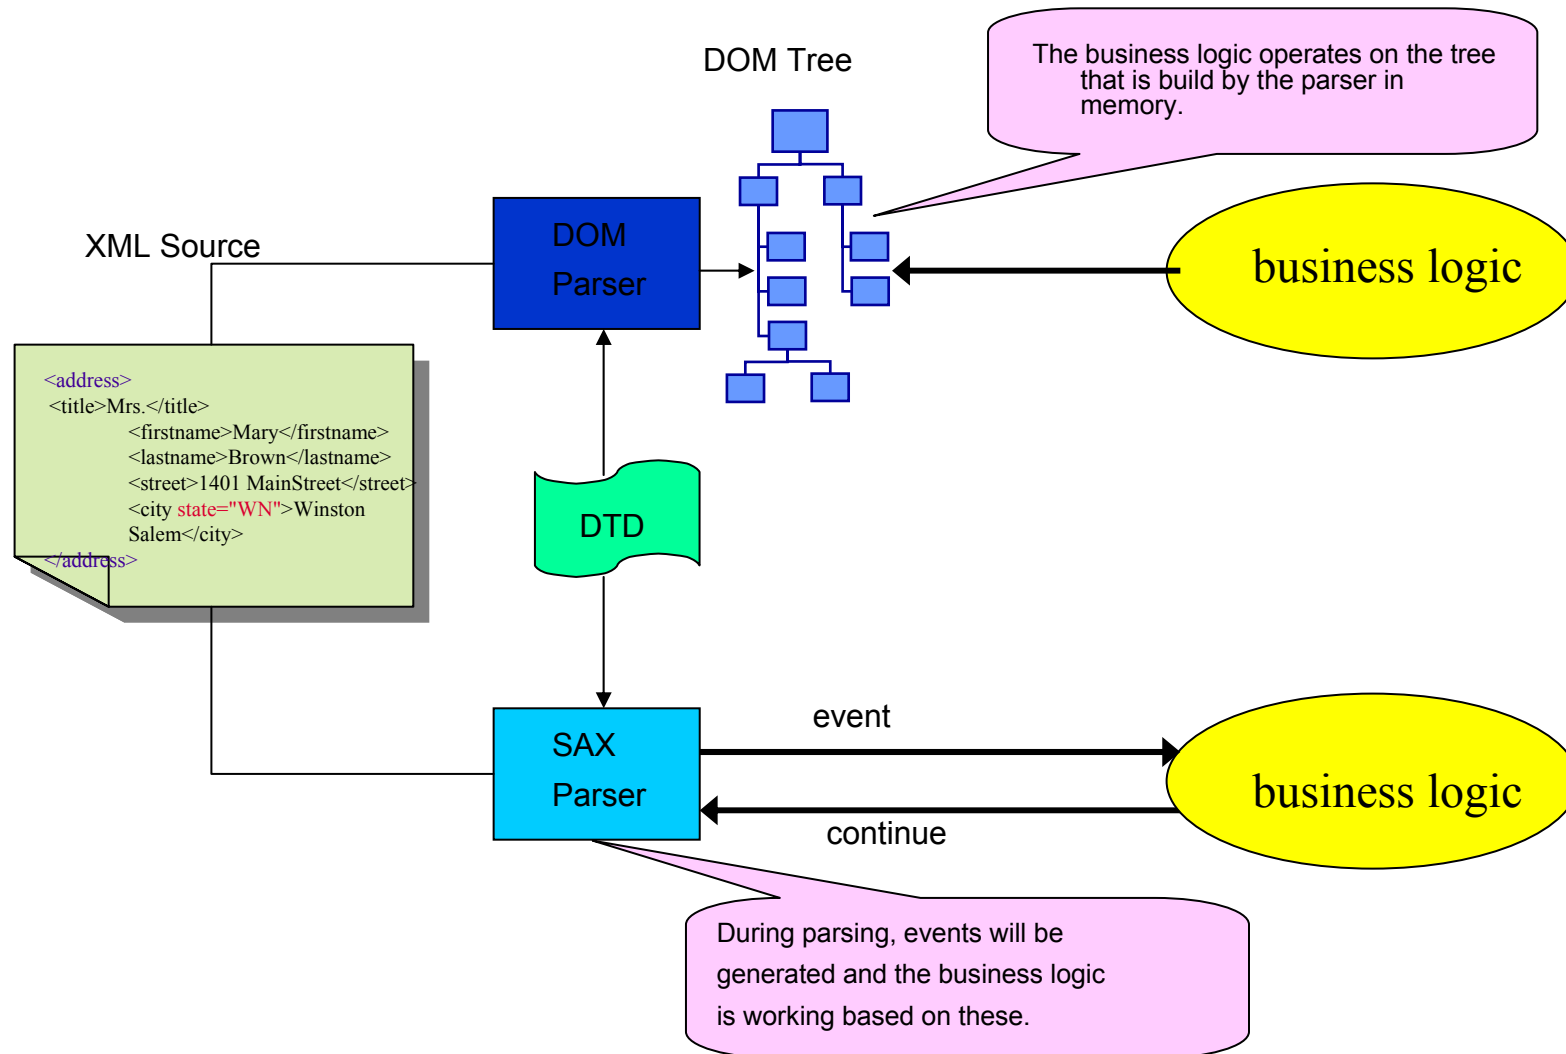 DOM Tree
The business logic operates on the tree
that is build by the parser in
memory.
XML Source
DOM
Parser
business logic
<address>
<title>Mrs.</title>
<firstname>Mary</firstname>
<lastname>Brown</lastname>
<street>1401 MainStreet</street>
<city state="WN">Winston
Salem</city>
</address>
DTD
SAX
Parser
event
continue
business logic
During parsing, events will be
generated and the business logic
is working based on these.